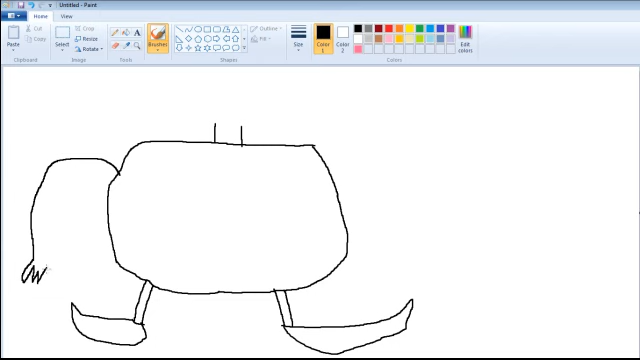 Untitled - Paint
Home View
Paste
Cut
Copy
Clipboard
Select
Crop
Resize
Rotate
Image
Tools
Brushes
Shapes
Outline
Fill
Size
Color 1
Color 2
Edit colors
Colors